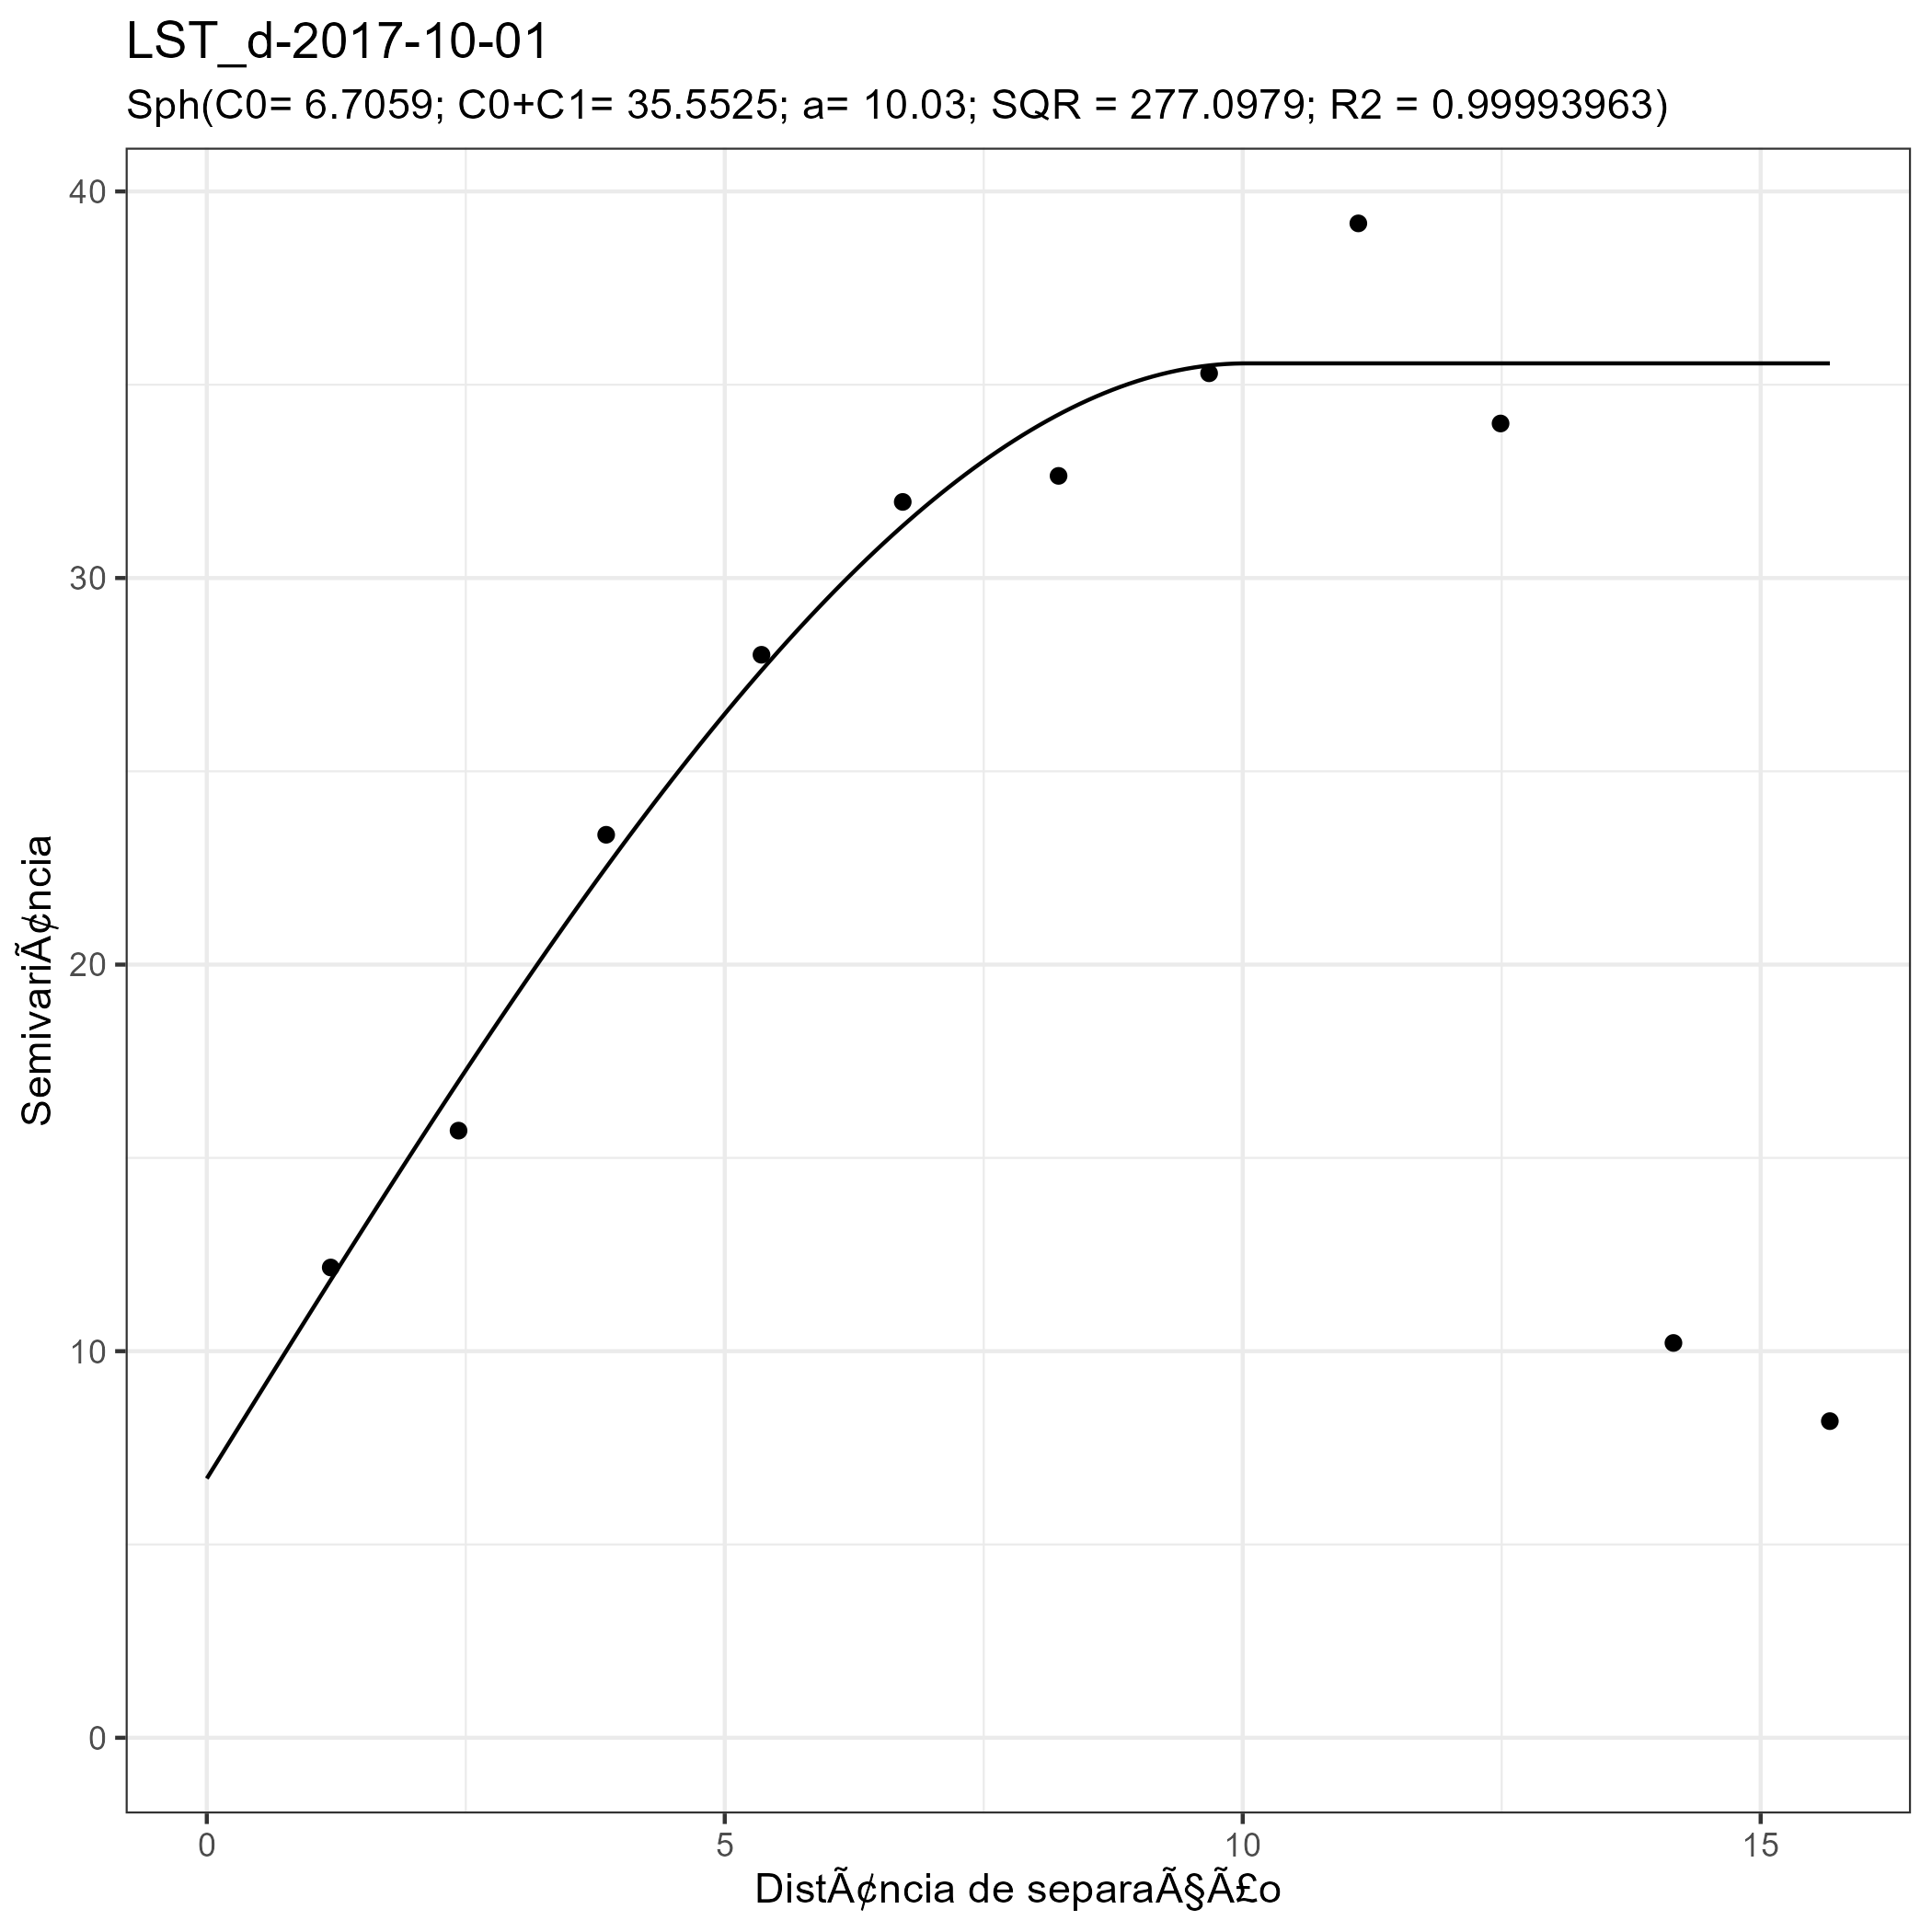 LST_d-2017-10-01
Sph(C0= 6.7059; C0+C1= 35.5525; a= 10.03; SQR = 277.0979; R2 = 0.99993963)
40
30
20
10
0
SemivariÃ¢ncia
0 5 10 15
DistÃ¢ncia de separaÃ§Ã£o